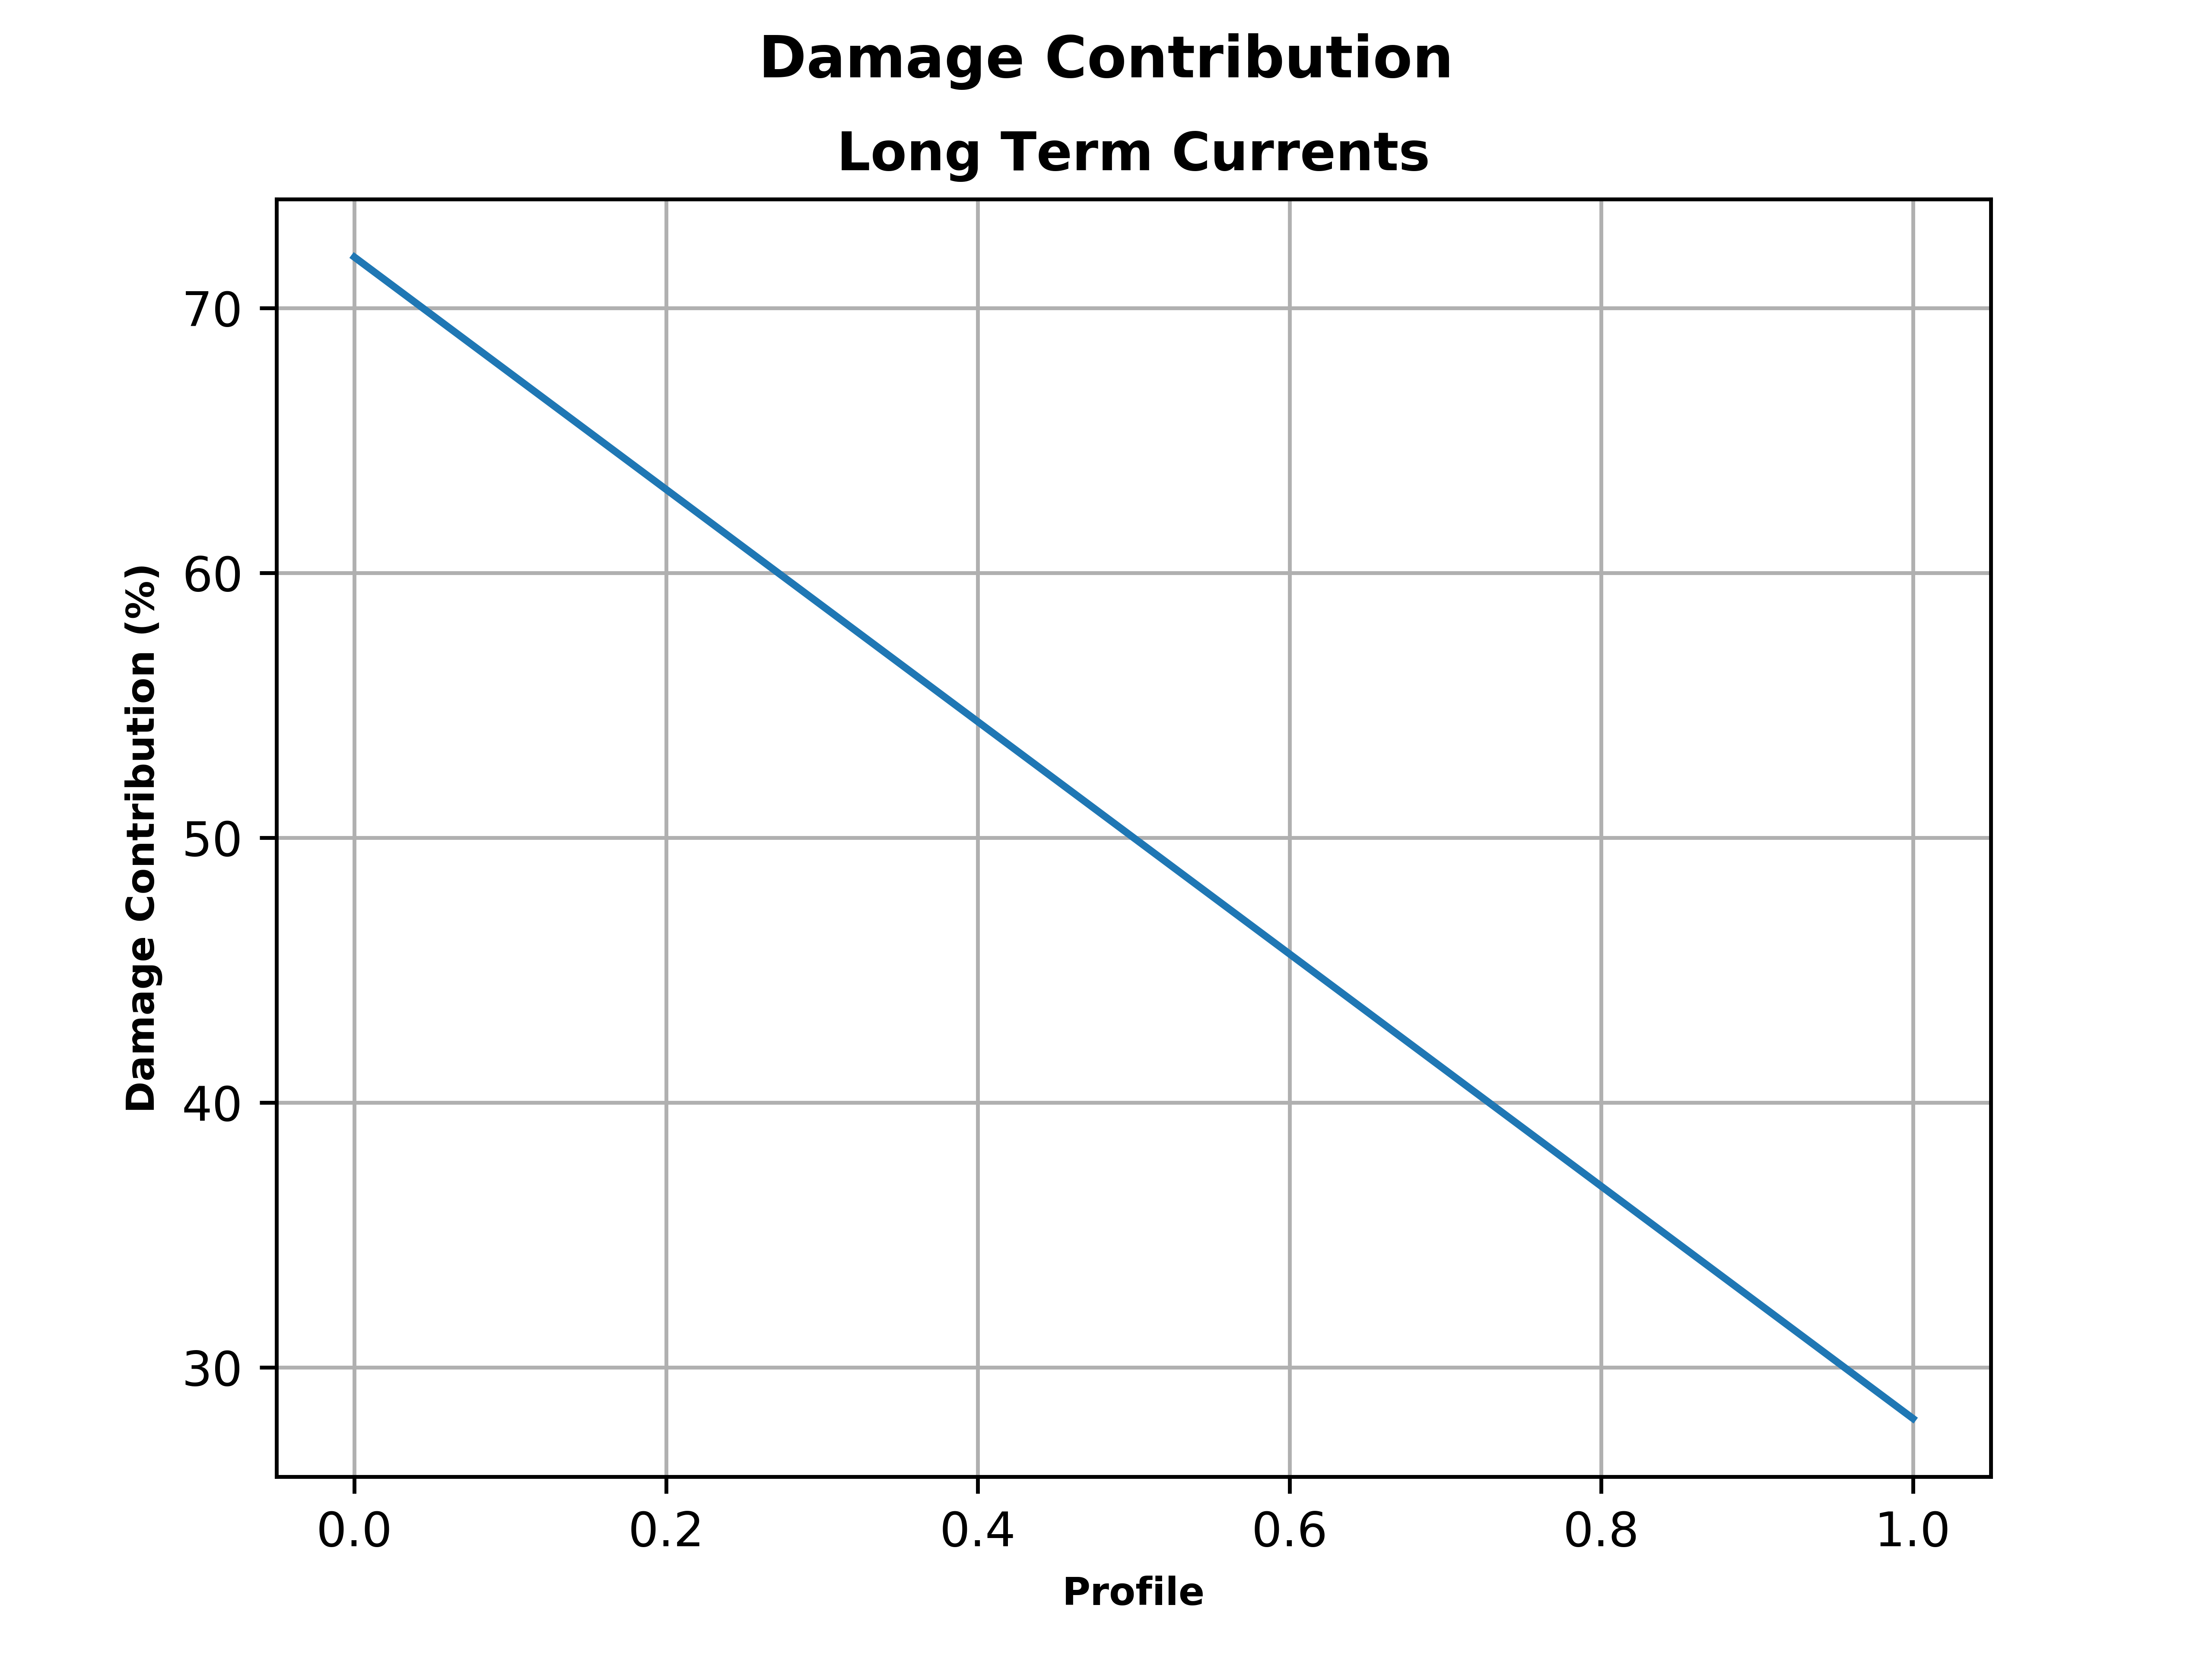 Damage Contribution
Long Term Currents
Damage Contribution (%)
70
60
50
40
30
0.0 0.2 0.4 0.6 0.8 1.0
Profile